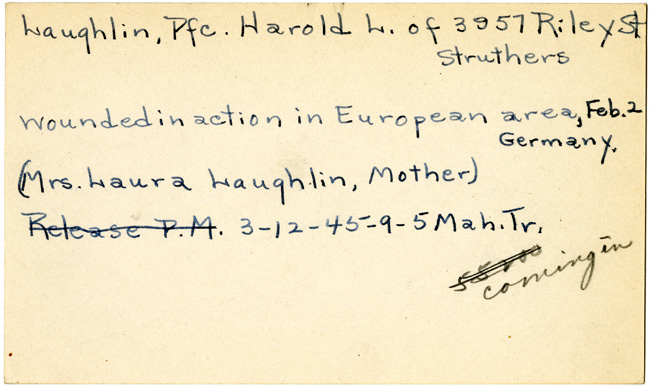 Laughlin, Pfc. Harold L. of 3957 Riley St
Struthers
wounded in action in European area, Feb. 2
Germany.
(Mrs. Laura Laughlin, Mother)
Release P.M. 3-12-45-9-5 Mah. Tr.
coming in